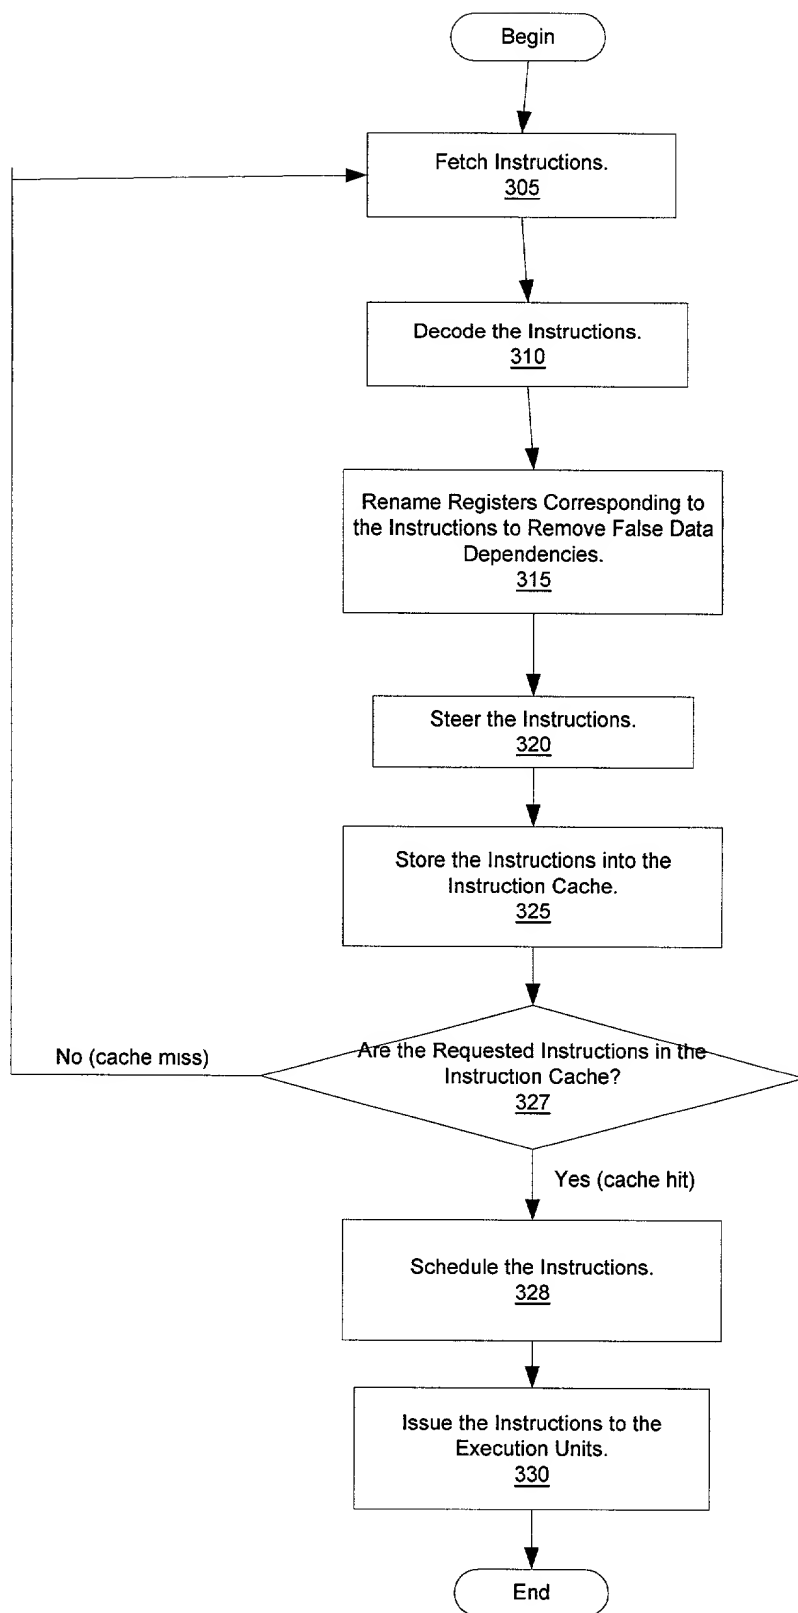 Begin
Fetch Instructions.
305
Decode the Instructions.
310
Rename Registers Corresponding to
the Instructions to Remove False Data
Dependencies.
315
Steer the Instructions.
320
Store the Instructions into the
Instruction Cache.
325
Are the Requested Instructions in the
Instruction Cache?
327
No (cache miss)
Yes (cache hit)
Schedule the Instructions.
328
Issue the Instructions to the
Execution Units.
330
End